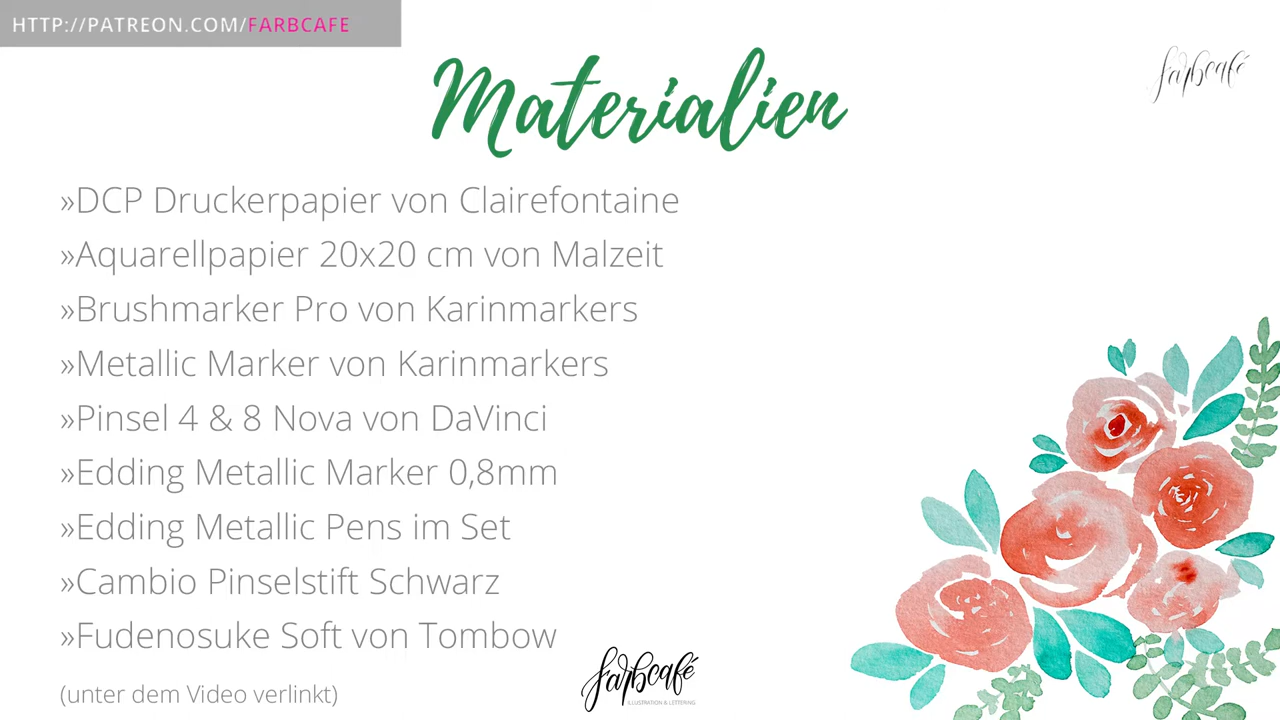 HTTP://PATREON.COM/FARBCAFE
farbcafé
Materialien
»DCP Druckerpapier von Clairefontaine
»Aquarellpapier 20x20 cm von Malzeit
»Brushmarker Pro von Karinmarkers
»Metallic Marker von Karinmarkers
»Pinsel 4 & 8 Nova von DaVinci
»Edding Metallic Marker 0,8mm
»Edding Metallic Pens im Set
»Cambio Pinselstift Schwarz
»Fudenosuke Soft von Tombow
(unter dem Video verlinkt)
farbcafé
ILLUSTRATION & LETTERING